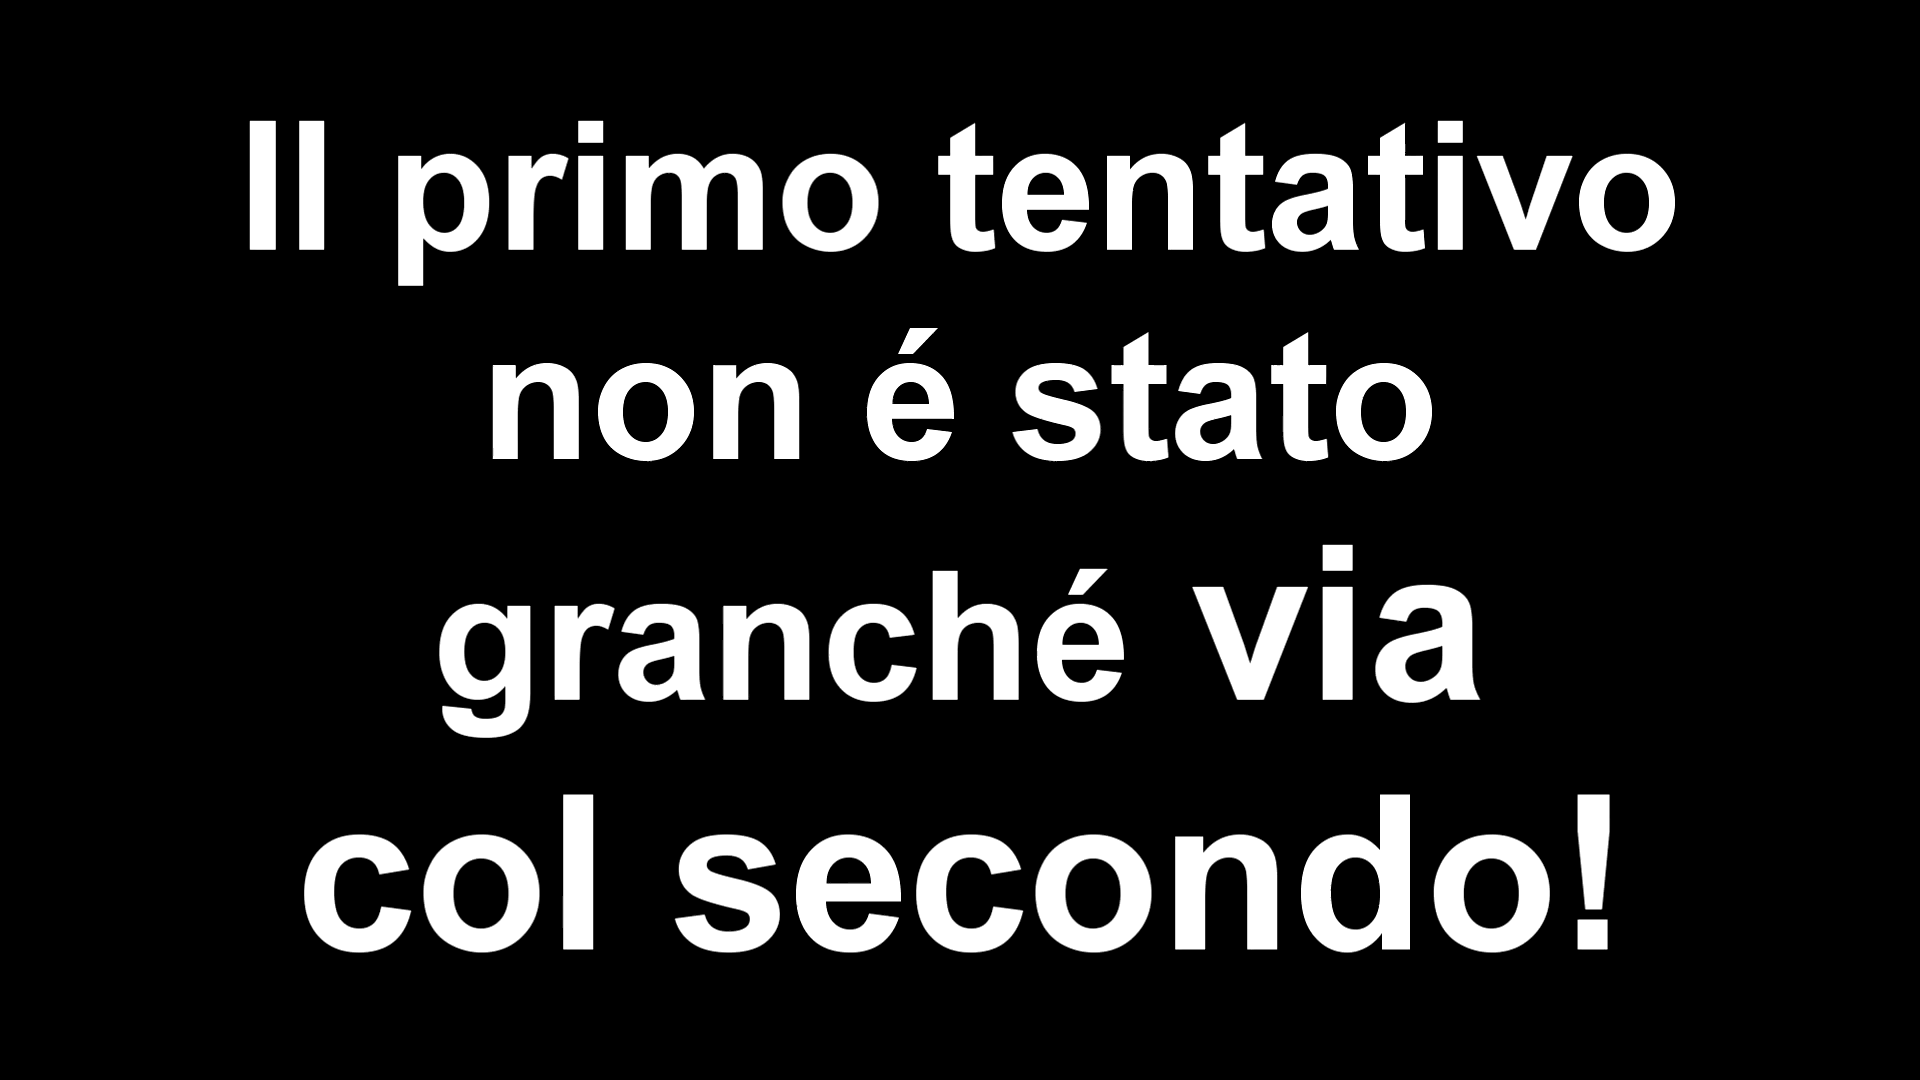 Il primo tentativo
non é stato
granché via
col secondo!